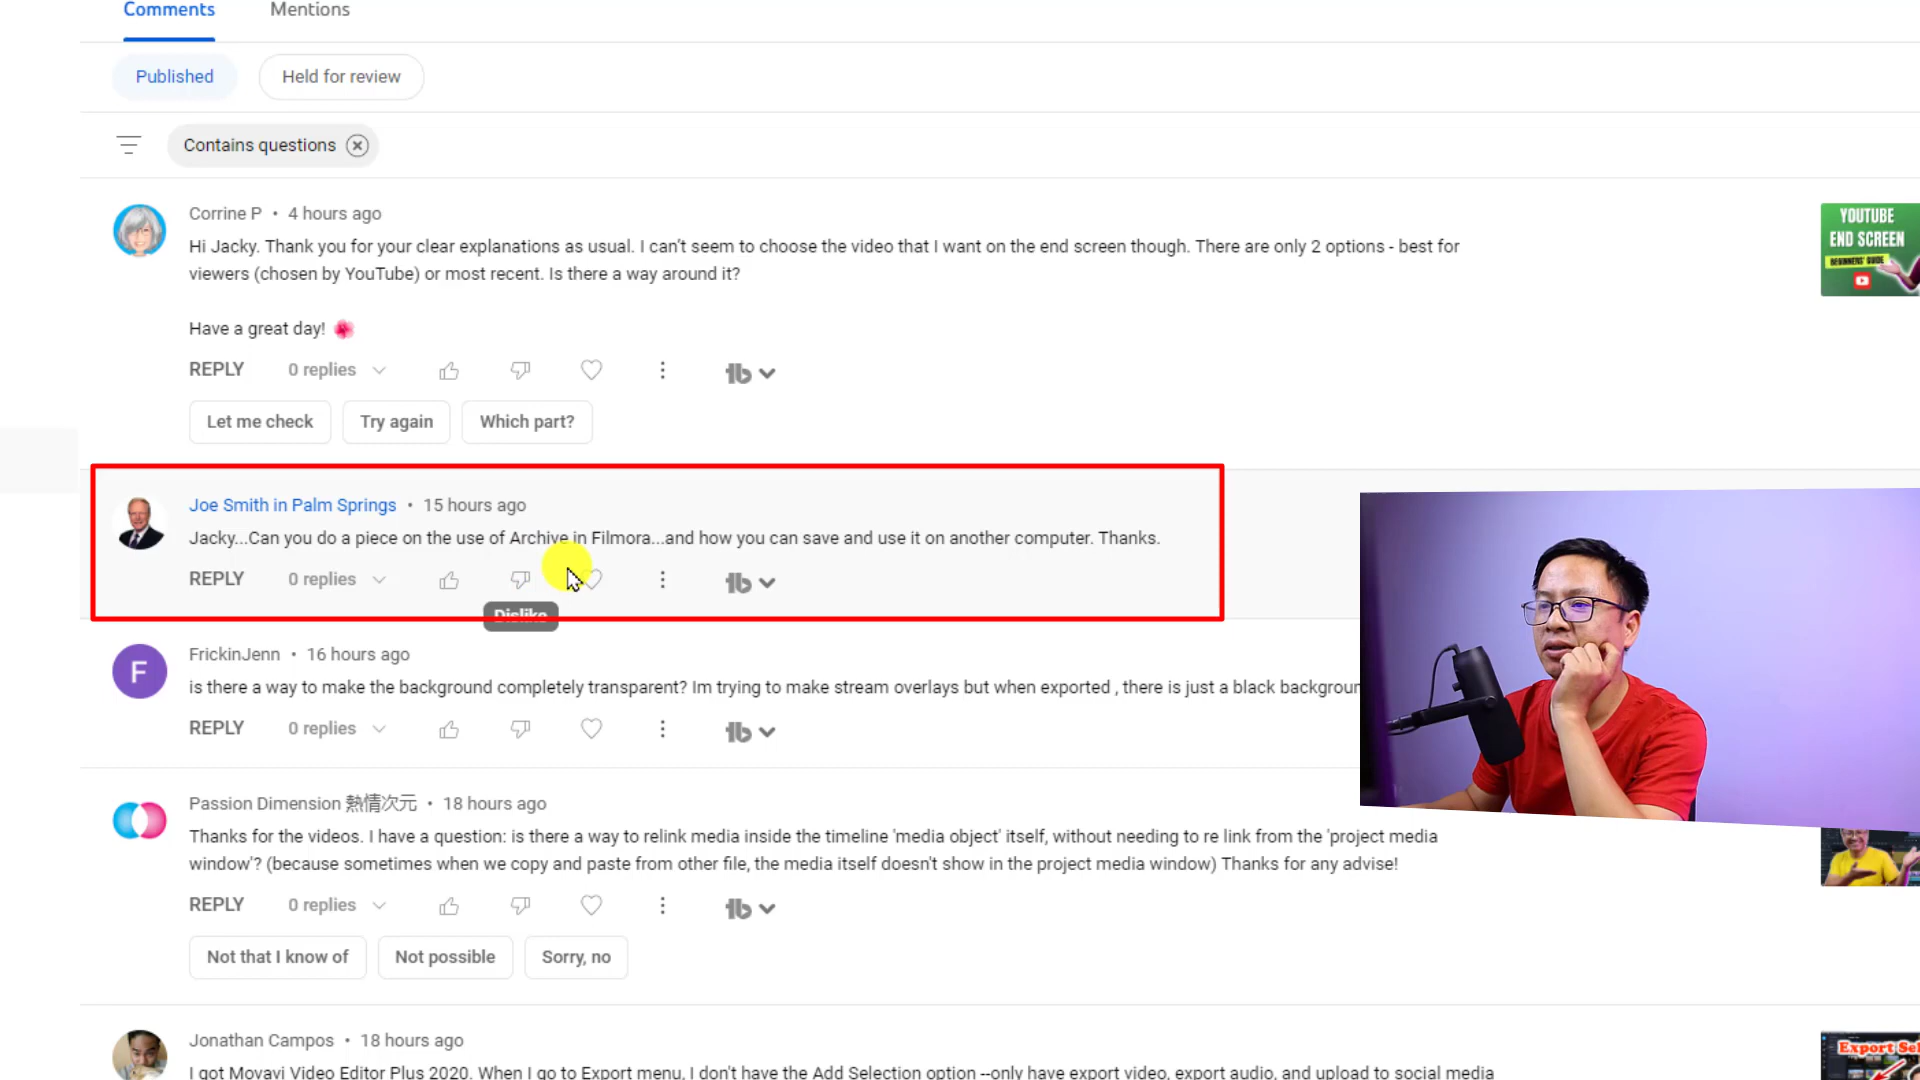 Comments
Mentions
Published
Held for review
Contains questions
Corrine P • 4 hours ago
Hi Jacky. Thank you for your clear explanations as usual. I can't seem to choose the video that I want on the end screen though. There are only 2 options - best for
viewers (chosen by YouTube) or most recent. Is there a way around it?
Have a great day!
REPLY
0 replies
Let me check
Try again
Which part?
YOUTUBE
END SCREEN
BEGINNERS' GUIDE
Joe Smith in Palm Springs • 15 hours ago
Jacky...Can you do a piece on the use of Archive in Filmora...and how you can save and use it on another computer. Thanks.
REPLY
0 replies
Dislike
FrickinJenn • 16 hours ago
is there a way to make the background completely transparent? Im trying to make stream overlays but when exported , there is just a black
F
REPLY
0 replies
Passion Dimension 熱情次元 • 18 hours ago
Thanks for the videos. I have a question: is there a way to relink media inside the timeline 'media object' itself, without needing to re link from the 'project media
window'? (because sometimes when we copy and paste from other file, the media itself doesn't show in the project media window) Thanks for any advise!
REPLY
0 replies
Not that I know of
Not possible
Sorry, no
Jonathan Campos • 18 hours ago
I got Movavi Video Editor Plus 2020. When I go to Export menu, I don't have the Add Selection option --only have export video, export audio, and upload to social media
Export